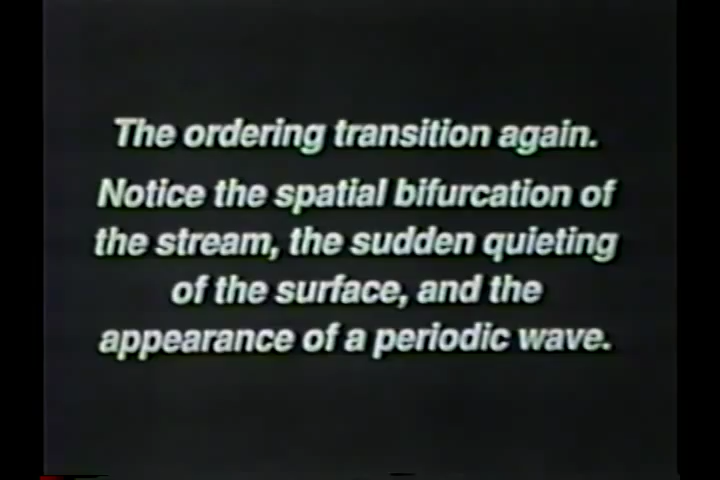 The ordering transition again.
Notice the spatial bifurcation of
the stream, the sudden quieting
of the surface, and the
appearance of a periodic wave.